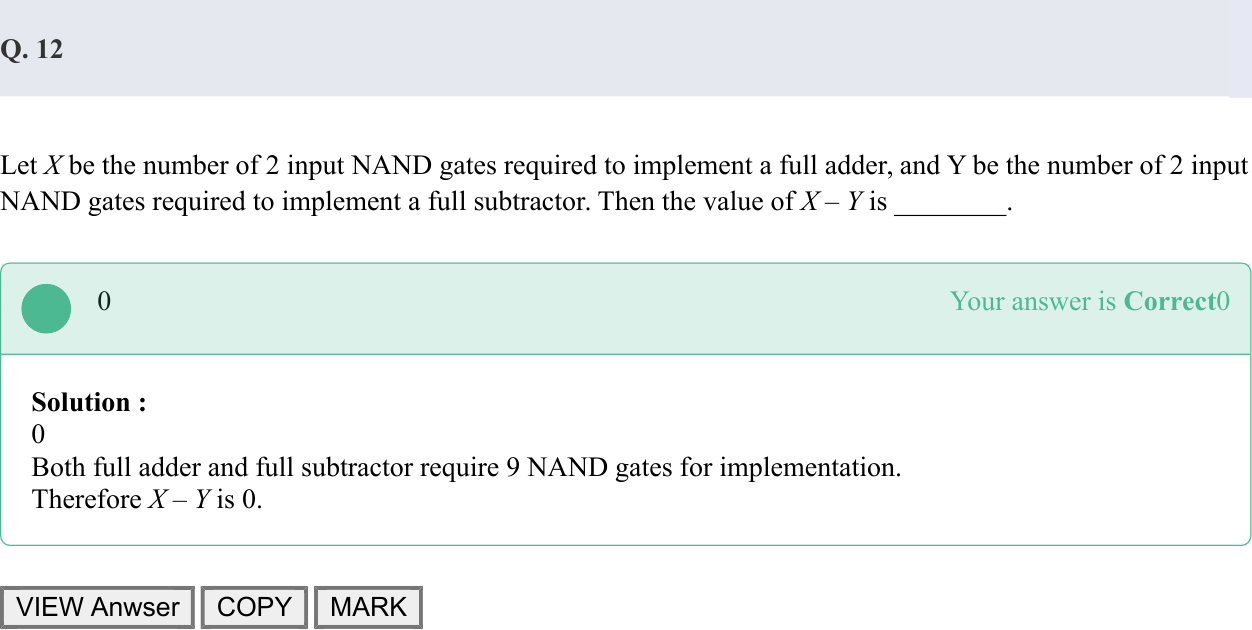 Q. 12
Let X be the number of 2 input NAND gates required to implement a full adder, and Y be the number of 2 input
NAND gates required to implement a full subtractor. Then the value of X – Y is ________.
0 Your answer is Correct0
Solution :
0
Both full adder and full subtractor require 9 NAND gates for implementation.
Therefore X – Y is 0.
VIEW Anwser COPY MARK